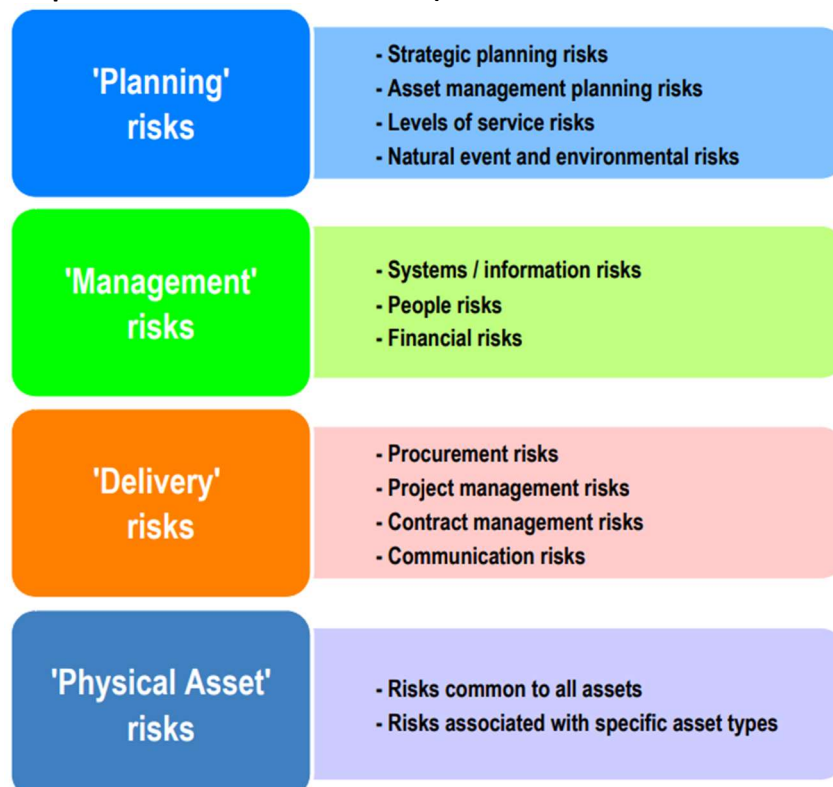 'Planning'
risks
- Strategic planning risks
- Asset management planning risks
- Levels of service risks
- Natural event and environmental risks
'Management'
risks
- Systems / information risks
- People risks
- Financial risks
'Delivery'
risks
- Procurement risks
- Project management risks
- Contract management risks
- Communication risks
'Physical Asset'
risks
- Risks common to all assets
- Risks associated with specific asset types